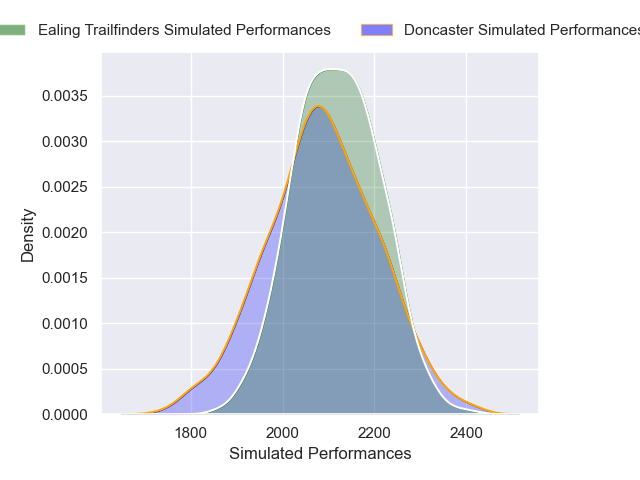 Ealing Trailfinders Simulated Performances
Doncaster Simulated Performances
0.0035
0.0030
0.0025
0.0020
0.0015
0.0010
0.0005
0.0000
Density
1800 2000 2200 2400
Simulated Performances